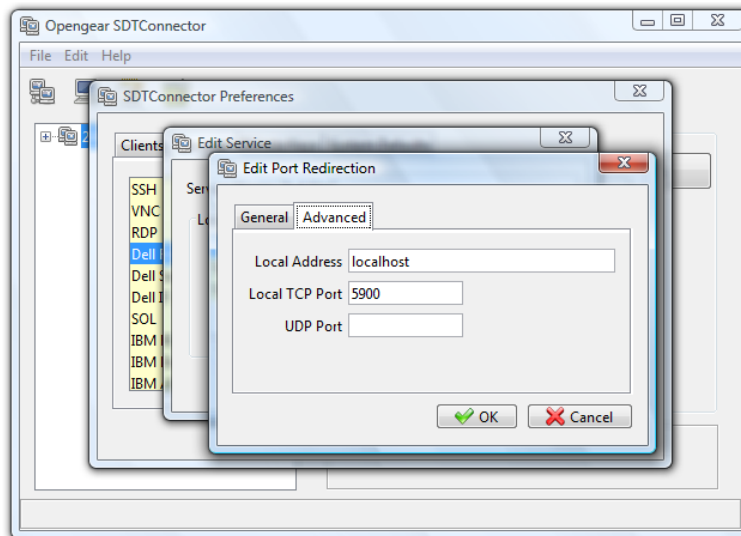 Opengear SDTConnector
File Edit Help
SDTConnector Preferences
Clients
Edit Service
Edit Port Redirection
SSH
VNC
RDP
Dell
Dell
Dell
SOL
IBM
IBM
IBM
General Advanced
Local Address localhost
Local TCP Port 5900
UDP Port
OK Cancel